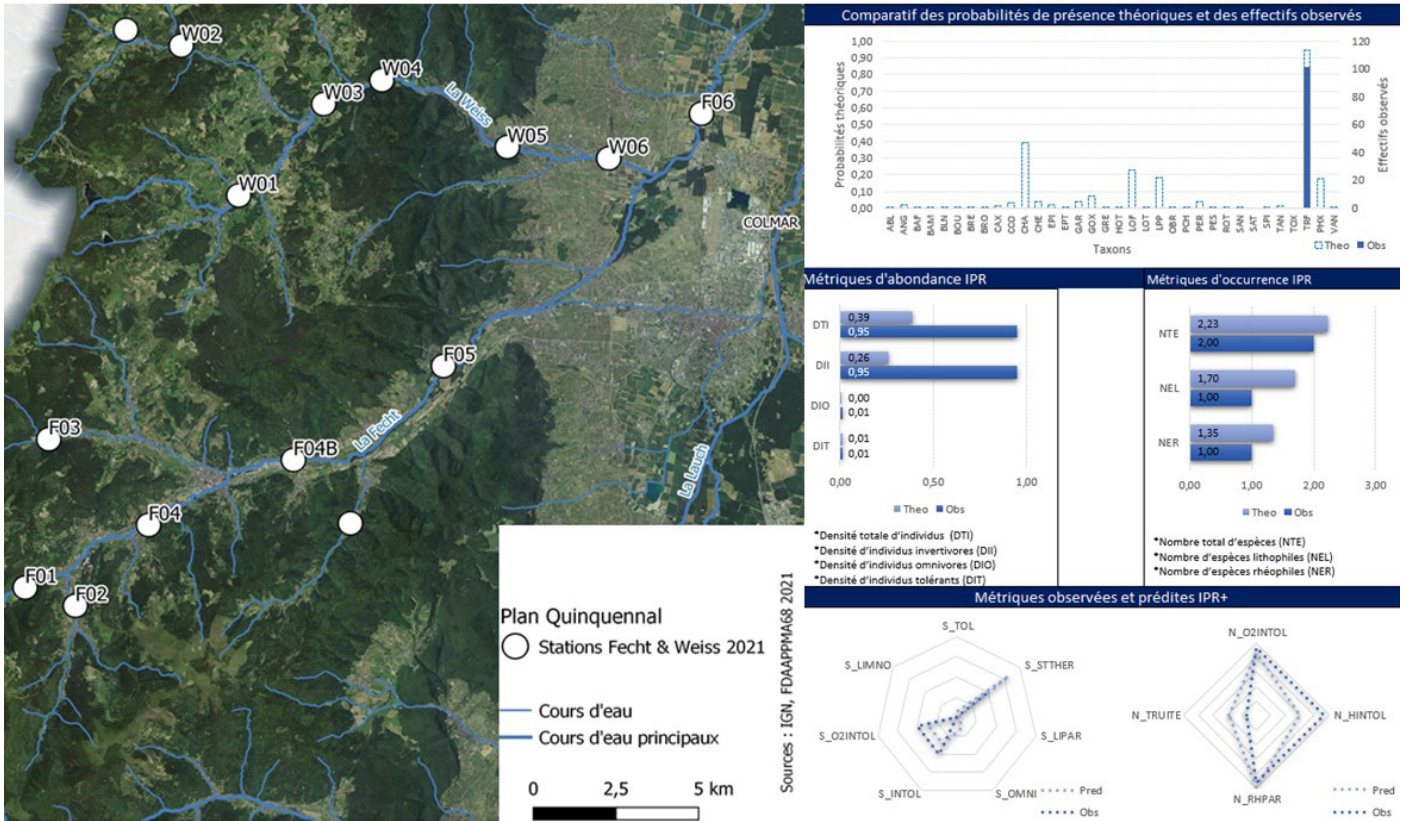 W02
W04
W03
La Weiss
F06
W05
W06
W01
COLMAR
F05
F03
La Fecht
F04B
La Lauch
F04
F01
F02
Plan Quinquennal
Stations Fecht & Weiss 2021
Cours d'eau
Cours d'eau principaux
0 2,5 5 km
Sources : IGN, FDAAPPMA68 2021
Comparatif des probabilités de présence théoriques et des effectifs observés
Probabilités théoriques
1,00
0,90
0,80
0,70
0,60
0,50
0,40
0,30
0,20
0,10
0,00
120
100
80
60
40
20
0
Effectifs observés
ABL ANG BAF BAM BLN BOU BRE BRO CAX CCO CHA CHE EPI EPT GAR GOX GRE HOT LOF LOT LPP OBR PCH PER PES ROT SAN SAT SPI TAN TOX TRF PHX VAN
Taxons
Theo Obs
Métriques d'abondance IPR
DTI 0,39
0,95
DII 0,26
0,95
DIO 0,00
0,01
DIT 0,01
0,01
0,00 0,50 1,00
Theo Obs
*Densité totale d'individus (DTI)
*Densité d'individus invertivores (DII)
*Densité d'individus omnivores (DIO)
*Densité d'individus tolérants (DIT)
Métriques d'occurrence IPR
NTE 2,23
2,00
NEL 1,70
1,00
NER 1,35
1,00
0,00 1,00 2,00 3,00
Theo Obs
*Nombre total d'espèces (NTE)
*Nombre d'espèces lithophiles (NEL)
*Nombre d'espèces rhéophiles (NER)
Métriques observées et prédites IPR+
S_TOL
S_LIMNO S_STTHER
S_O2INTOL S_LIPAR
S_INTOL S_OMNI
Pred
Obs
N_O2INTOL
N_TRUITE N_HINTOL
N_RHPAR
Pred
Obs